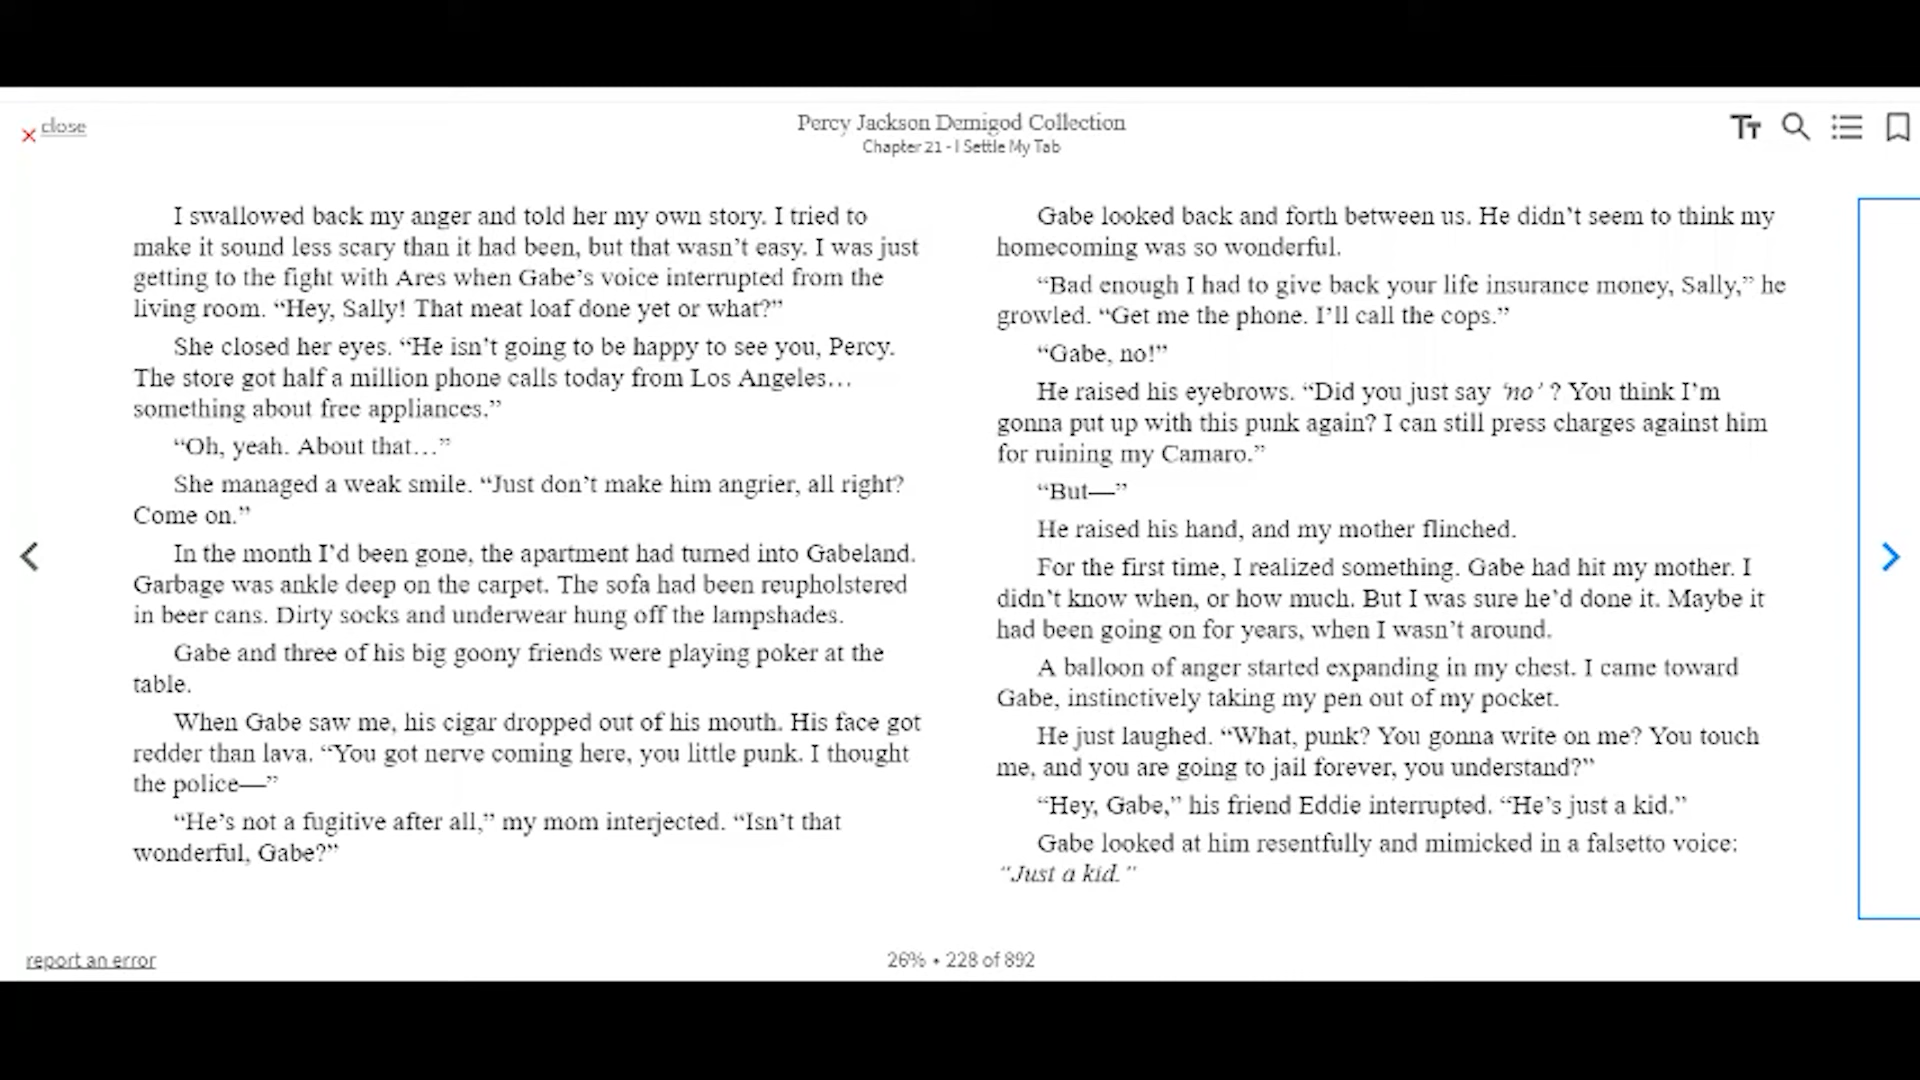 close
Percy Jackson Demigod Collection
Chapter 21 - I Settle My Tab
I swallowed back my anger and told her my own story. I tried to
make it sound less scary than it had been, but that wasn’t easy. I was just
getting to the fight with Ares when Gabe’s voice interrupted from the
living room. “Hey, Sally! That meat loaf done yet or what?”
She closed her eyes. “He isn’t going to be happy to see you, Percy.
The store got half a million phone calls today from Los Angeles…
something about free appliances.”
“Oh, yeah. About that…”
She managed a weak smile. “Just don’t make him angrier, all right?
Come on.”
In the month I’d been gone, the apartment had turned into Gabeland.
Garbage was ankle deep on the carpet. The sofa had been reupholstered
in beer cans. Dirty socks and underwear hung off the lampshades.
Gabe and three of his big goony friends were playing poker at the
table.
When Gabe saw me, his cigar dropped out of his mouth. His face got
redder than lava. “You got nerve coming here, you little punk. I thought
the police—”
“He’s not a fugitive after all,” my mom interjected. “Isn’t that
wonderful, Gabe?”
Gabe looked back and forth between us. He didn’t seem to think my
homecoming was so wonderful.
“Bad enough I had to give back your life insurance money, Sally,” he
growled. “Get me the phone. I’ll call the cops.”
“Gabe, no!”
He raised his eyebrows. “Did you just say ‘no’ ? You think I’m
gonna put up with this punk again? I can still press charges against him
for ruining my Camaro.”
“But—”
He raised his hand, and my mother flinched.
For the first time, I realized something. Gabe had hit my mother. I
didn’t know when, or how much. But I was sure he’d done it. Maybe it
had been going on for years, when I wasn’t around.
A balloon of anger started expanding in my chest. I came toward
Gabe, instinctively taking my pen out of my pocket.
He just laughed. “What, punk? You gonna write on me? You touch
me, and you are going to jail forever, you understand?”
“Hey, Gabe,” his friend Eddie interrupted. “He’s just a kid.”
Gabe looked at him resentfully and mimicked in a falsetto voice:
“Just a kid.”
report an error
26% • 228 of 892